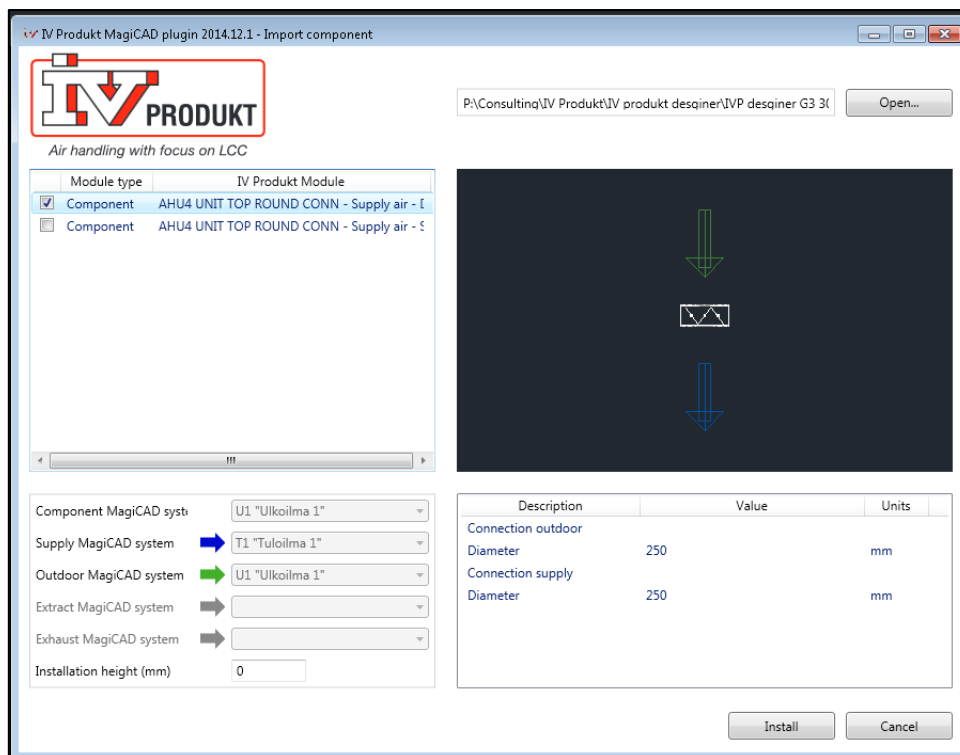 IV Produkt MagiCAD plugin 2014.12.1 - Import component
IV PRODUKT
Air handling with focus on LCC
P:\Consulting\IV Produkt\IV produkt desginer\IVP desginer G3 30
Open...
Module type IV Produkt Module
Component AHU4 UNIT TOP ROUND CONN - Supply air - D
Component AHU4 UNIT TOP ROUND CONN - Supply air - S
Component MagiCAD syste U1 "Ulkoilma 1"
Supply MagiCAD system T1 "Tuloilma 1"
Outdoor MagiCAD system U1 "Ulkoilma 1"
Extract MagiCAD system
Exhaust MagiCAD system
Installation height (mm) 0
Description Value Units
Connection outdoor
Diameter 250 mm
Connection supply
Diameter 250 mm
Install Cancel